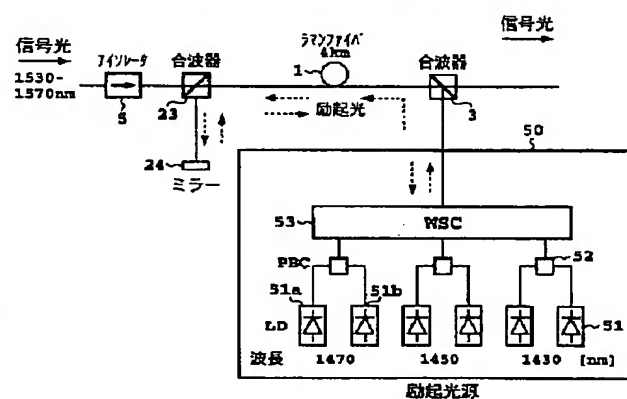 信号光
信号光
1530-
1570nm
アイソレータ
5
合波器
23
ラマンファイバ
4km
1
合波器
3
励起光
24
ミラー
50
53
WSC
PBC
52
51a
51b
LD
51
波長 1470 1450 1430 [nm]
励起光源